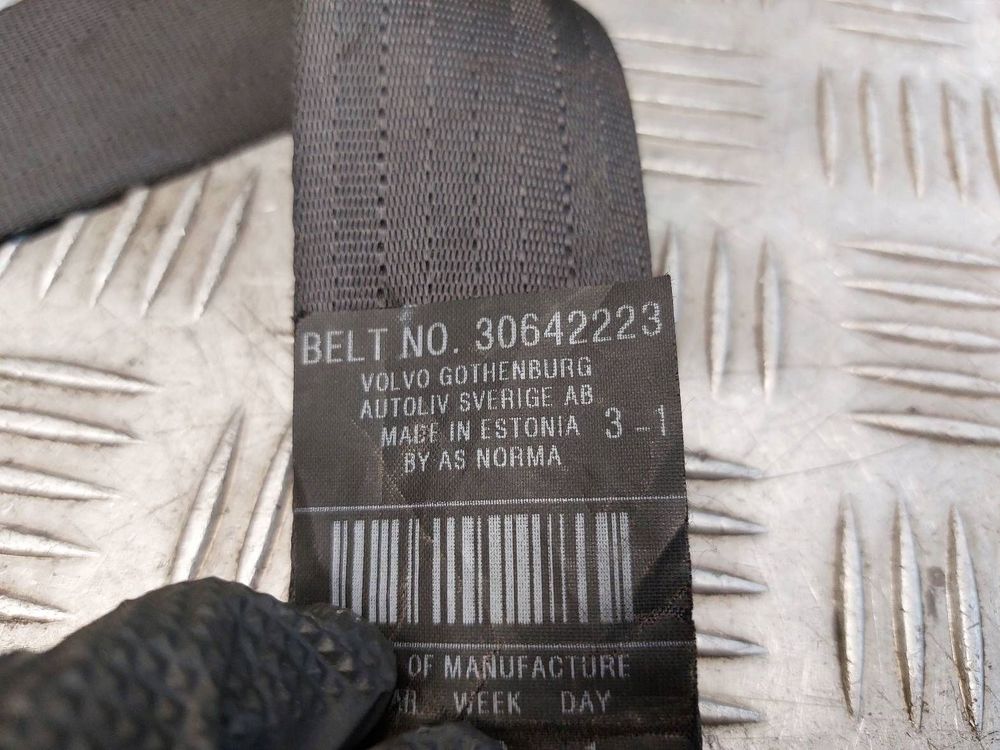 BELT NO. 30642223
VOLVO GOTHENBURG
AUTOLIV SVERIGE AB
MADE IN ESTONIA 3-1
BY AS NORMA
OF MANUFACTURE
WEEK DAY